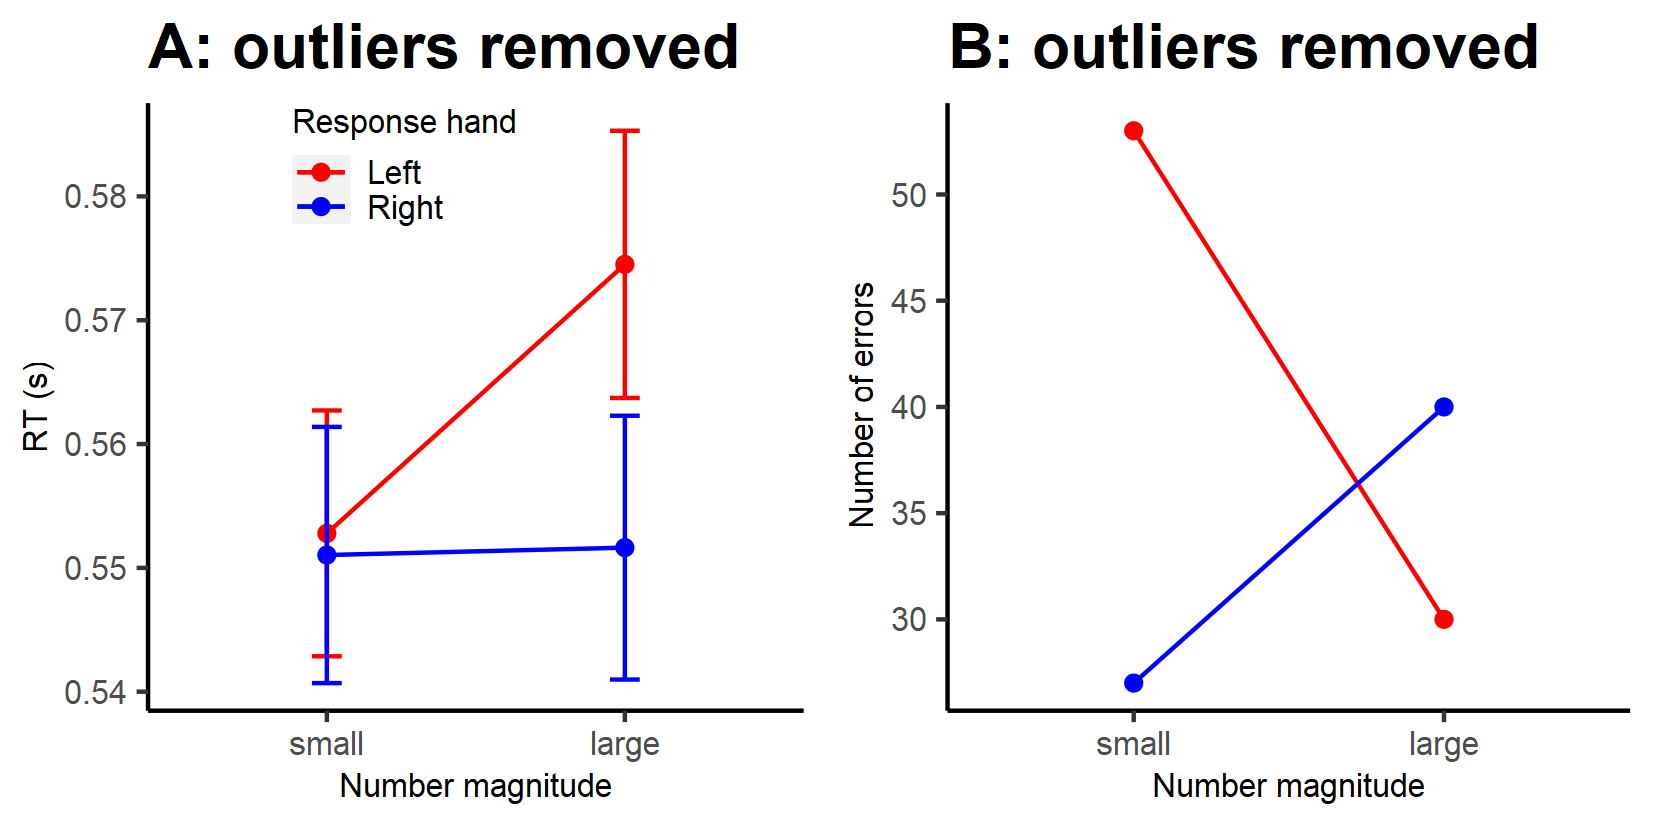 A: outliers removed
Response hand
Left
Right
0.58
0.57
0.56
0.55
0.54
RT (s)
small large
Number magnitude
B: outliers removed
50
45
40
35
30
Number of errors
small large
Number magnitude